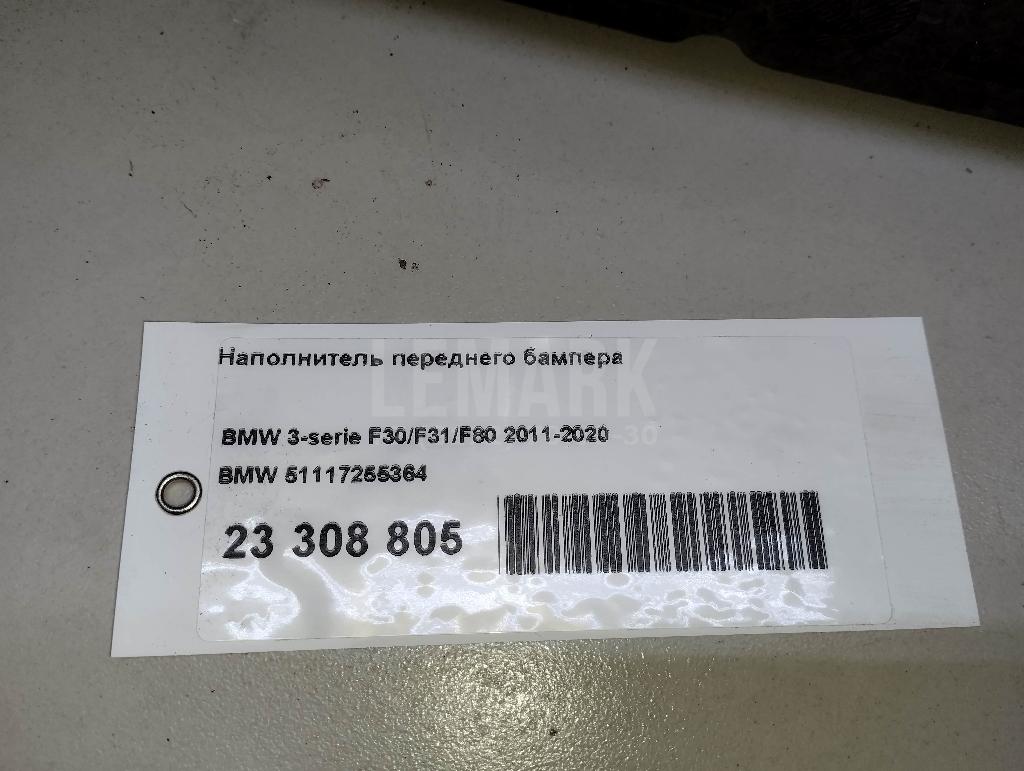 Наполнитель переднего бампера
LEMARK
BMW 3-serie F30/F31/F80 2011-2020
BMW 51117255364
23 308 805